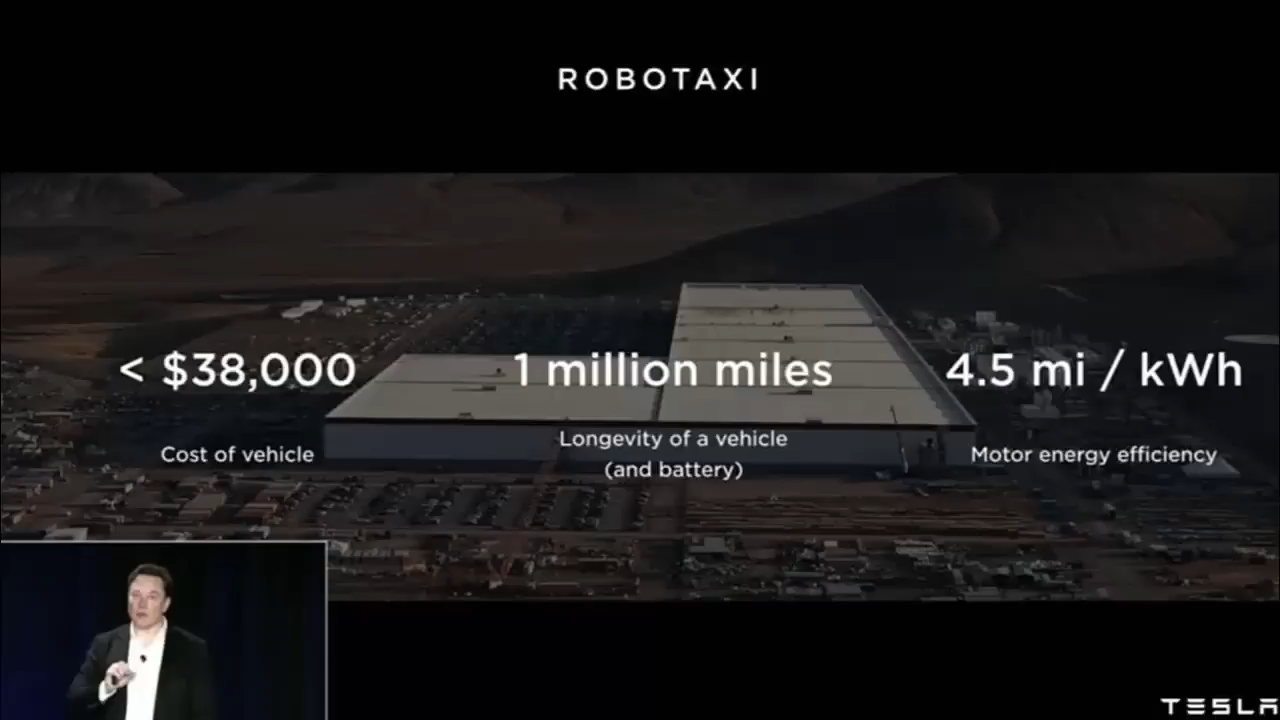 ROBOTAXI
< $38,000
Cost of vehicle
1 million miles
Longevity of a vehicle
(and battery)
4.5 mi / kWh
Motor energy efficiency
TESLA